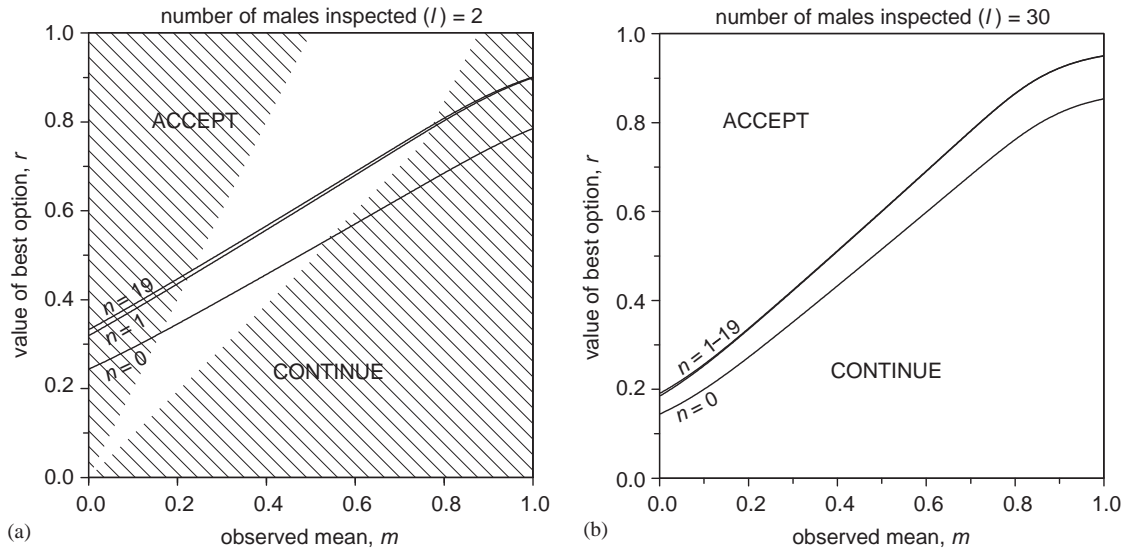 number of males inspected (l) = 2
1.0
0.8
0.6
0.4
0.2
0.0
value of best option, r
ACCEPT
n = 19
n = 1
n = 0
CONTINUE
0.0 0.2 0.4 0.6 0.8 1.0
observed mean, m
(a)
number of males inspected (l) = 30
1.0
0.8
0.6
0.4
0.2
0.0
value of best option, r
ACCEPT
n = 1–19
n = 0
CONTINUE
0.0 0.2 0.4 0.6 0.8 1.0
observed mean, m
(b)